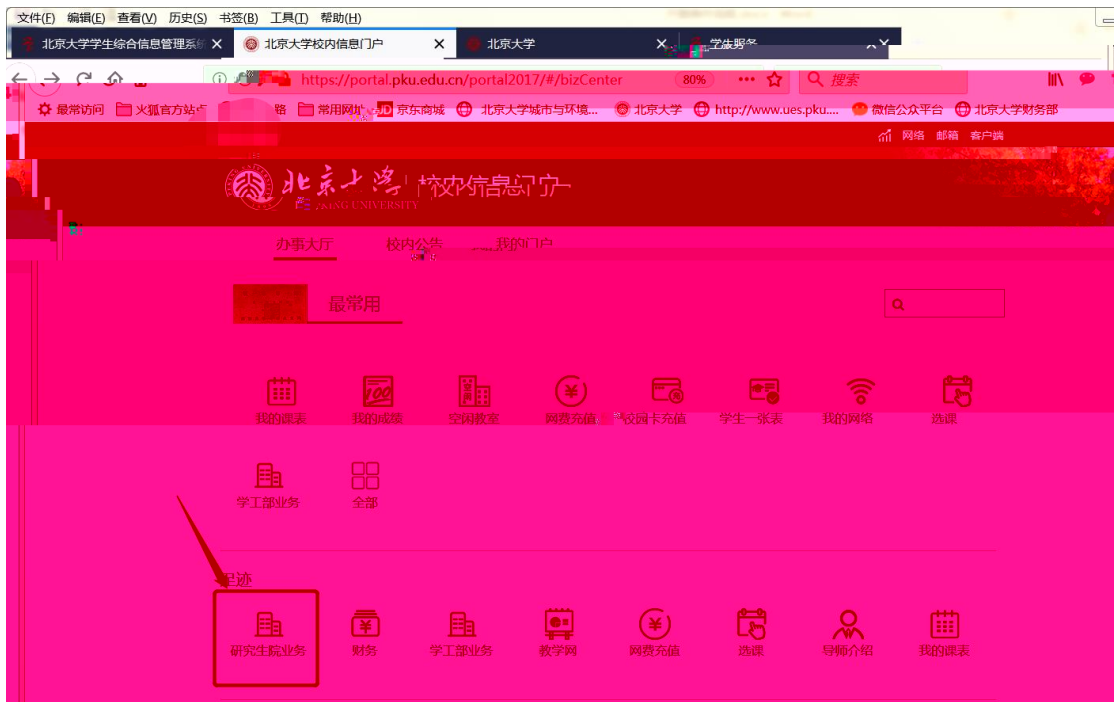 文件(F) 编辑(E) 查看(V) 历史(S) 书签(B) 工具(T) 帮助(H)
北京大学学生综合信息管理系统 北京大学校内信息门户 北京大学 学生服务
https://portal.pku.edu.cn/portal2017/#/bizCenter 80% 搜索
最常访问 火狐官方站点 路 常用网址 JD 京东商城 北京大学城市与环境... 北京大学 http://www.ues.pku.... 微信公众平台 北京大学财务部
网络 邮箱 客户端
北京大学 校内信息门户
PEKING UNIVERSITY
办事大厅 校内公告 我的门户
最常用
我的课表 我的成绩 空闲教室 网费充值 校园卡充值 学生一张表 我的网络 选课
学工部业务 全部
足迹
研究生院业务 财务 学工部业务 教学网 网费充值 选课 导师介绍 我的课表